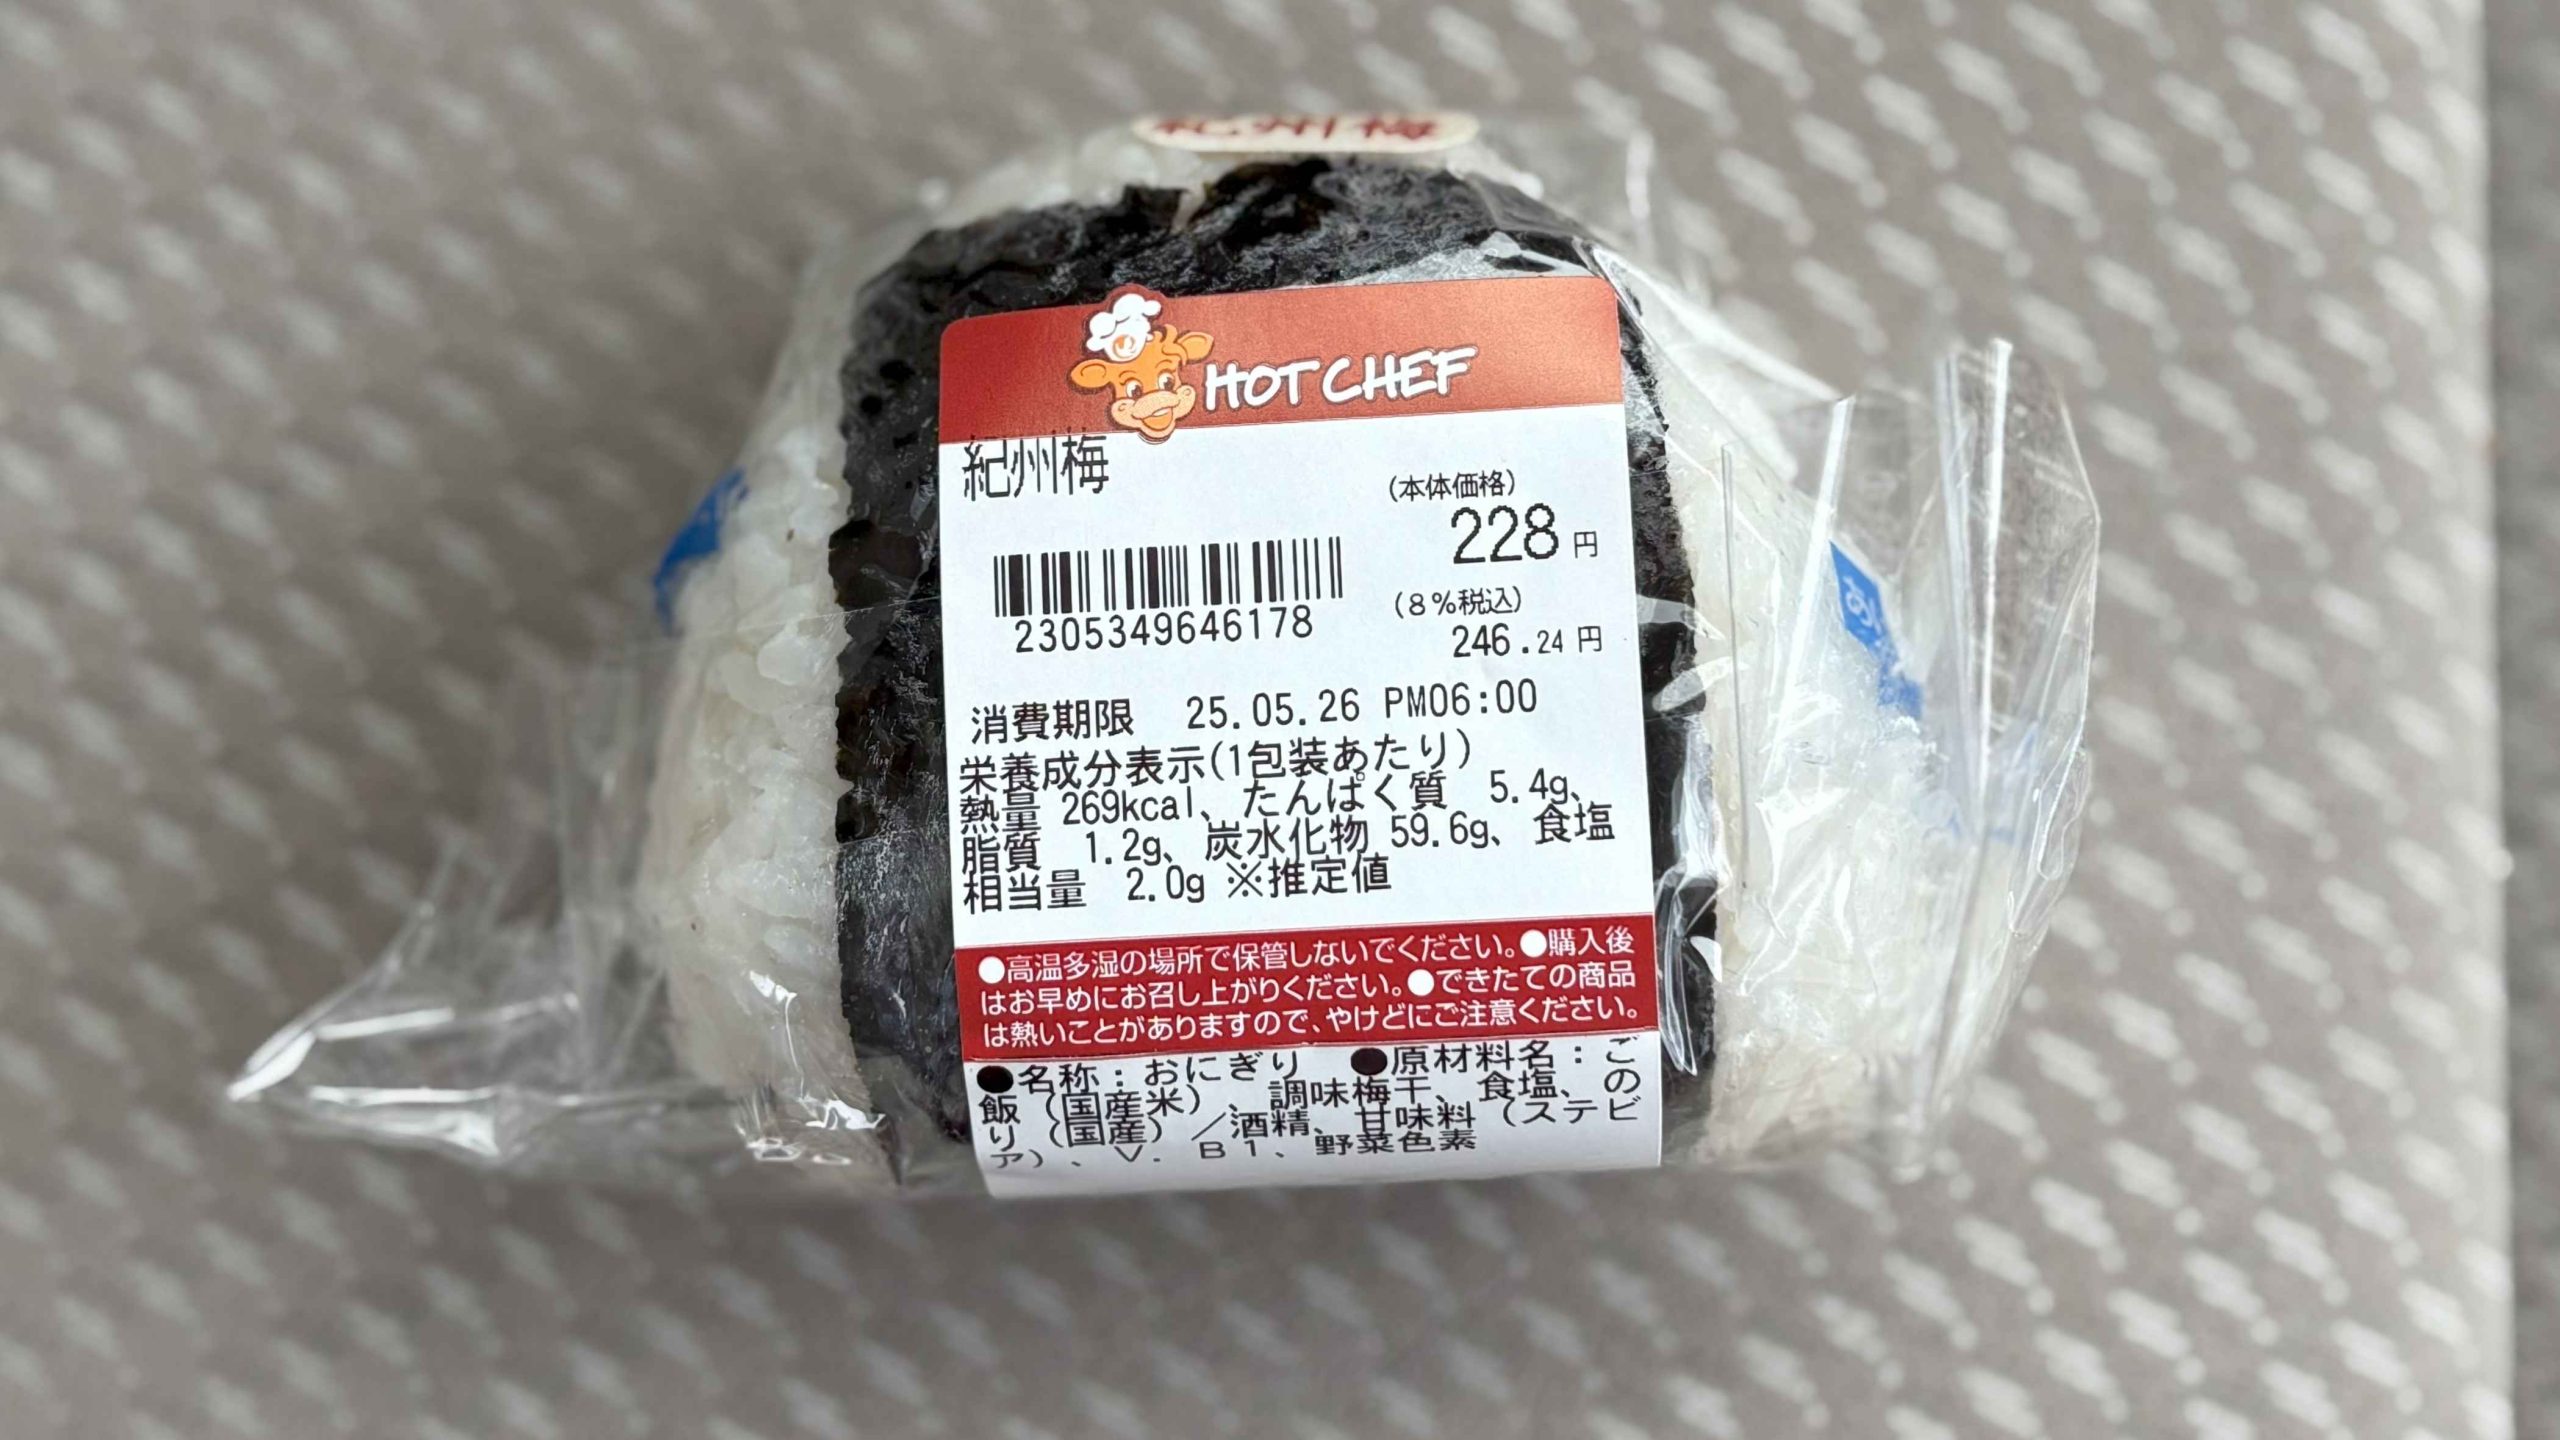 紀州梅
HOT CHEF
紀州梅
(本体価格)
228円
2305349646178
(8%税込)
246.24円
消費期限 25.05.26 PM06:00
栄養成分表示(1包装あたり)
熱量 269kcal、たんぱく質 5.4g、
脂質 1.2g、炭水化物 59.6g、食塩
相当量 2.0g ※推定値
●高温多湿の場所で保管しないでください。●購入後
はお早めにお召し上がりください。●できたての商品
は熱いことがありますので、やけどにご注意ください。
●名称:おにぎり ●原材料名:ご
飯(国産米)、調味梅干、食塩、の
り(国産)/酒精、甘味料(ステビ
ア)、V.B1、野菜色素